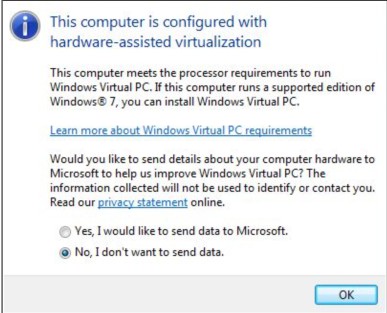 This computer is configured with
hardware-assisted virtualization
This computer meets the processor requirements to run
Windows Virtual PC. If this computer runs a supported edition of
Windows® 7, you can install Windows Virtual PC.
Learn more about Windows Virtual PC requirements
Would you like to send details about your computer hardware to
Microsoft to help us improve Windows Virtual PC? The
information collected will not be used to identify or contact you.
Read our privacy statement online.
Yes, I would like to send data to Microsoft.
No, I don't want to send data.
OK